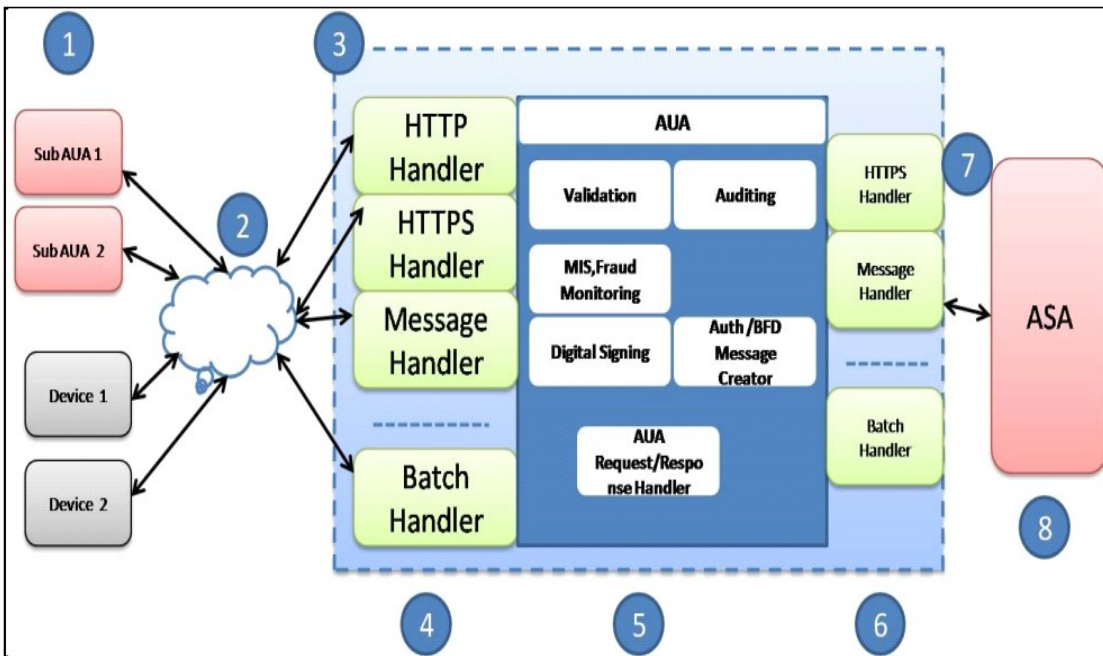 1
3
Sub AUA 1
Sub AUA 2
2
Device 1
Device 2
HTTP
Handler
HTTPS
Handler
Message
Handler
Batch
Handler
4
AUA
Validation
Auditing
MIS,Fraud
Monitoring
Digital Signing
Auth /BFD
Message
Creator
AUA
Request/Respo
nse Handler
5
HTTPS
Handler
Message
Handler
Batch
Handler
6
7
ASA
8